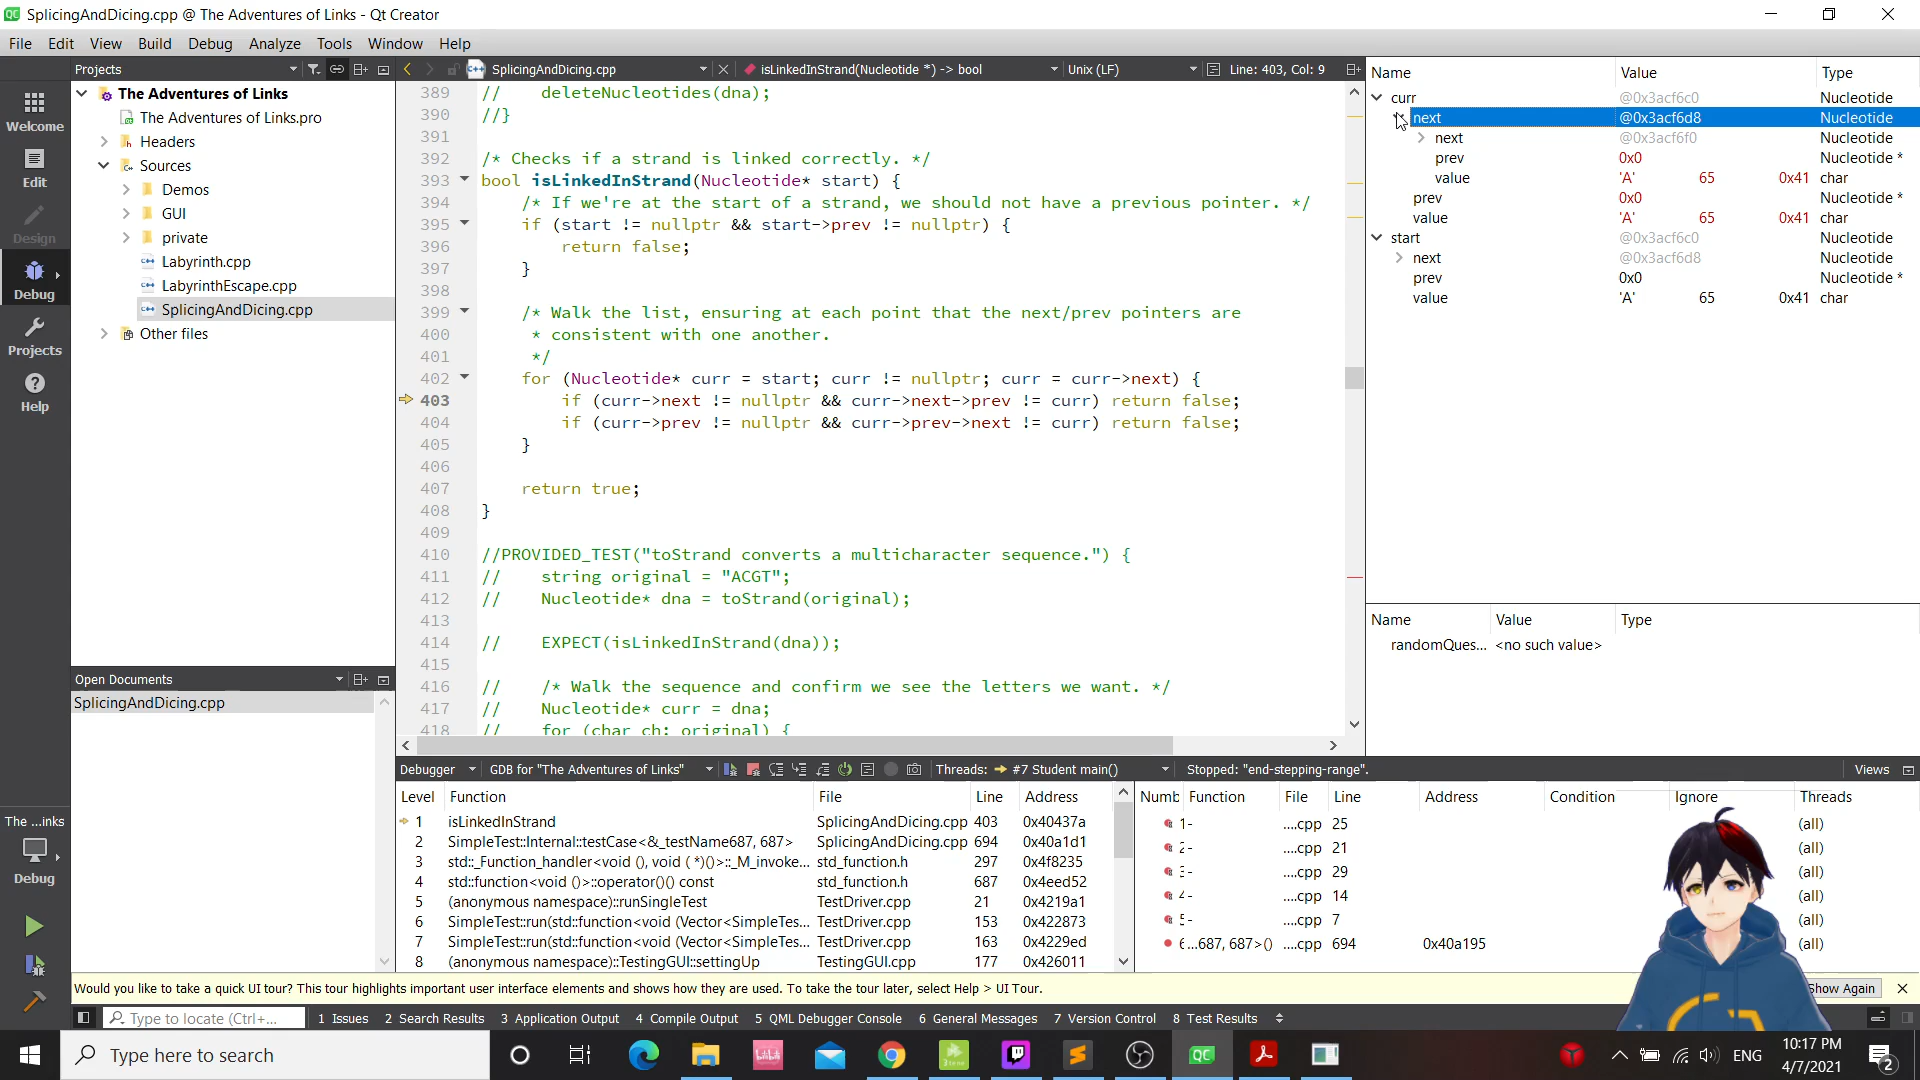 SplicingAndDicing.cpp @ The Adventures of Links - Qt Creator
File Edit View Build Debug Analyze Tools Window Help
Projects
SplicingAndDicing.cpp
isLinkedInStrand(Nucleotide *) -> bool
Unix (LF)
Line: 403, Col: 9
Welcome
Edit
Design
Debug
Projects
Help
The ...inks
Debug
The Adventures of Links
The Adventures of Links.pro
Headers
Sources
Demos
GUI
private
Labyrinth.cpp
LabyrinthEscape.cpp
SplicingAndDicing.cpp
Other files
Open Documents
SplicingAndDicing.cpp
389 //    deleteNucleotides(dna);
390 //}
391
392 /* Checks if a strand is linked correctly. */
393 bool isLinkedInStrand(Nucleotide* start) {
394     /* If we're at the start of a strand, we should not have a previous pointer. */
395     if (start != nullptr && start->prev != nullptr) {
396         return false;
397     }
398
399     /* Walk the list, ensuring at each point that the next/prev pointers are
400      * consistent with one another.
401      */
402     for (Nucleotide* curr = start; curr != nullptr; curr = curr->next) {
403         if (curr->next != nullptr && curr->next->prev != curr) return false;
404         if (curr->prev != nullptr && curr->prev->next != curr) return false;
405     }
406
407     return true;
408 }
409
410 //PROVIDED_TEST("toStrand converts a multicharacter sequence.") {
411 //    string original = "ACGT";
412 //    Nucleotide* dna = toStrand(original);
413
414 //    EXPECT(isLinkedInStrand(dna));
415
416 //    /* Walk the sequence and confirm we see the letters we want. */
417 //    Nucleotide* curr = dna;
418 //    for (char ch: original) {
Name Value Type
curr @0x3acf6c0 Nucleotide
next @0x3acf6d8 Nucleotide
next @0x3acf6f0 Nucleotide
prev 0x0 Nucleotide *
value 'A' 65 0x41 char
prev 0x0 Nucleotide *
value 'A' 65 0x41 char
start @0x3acf6c0 Nucleotide
next @0x3acf6d8 Nucleotide
prev 0x0 Nucleotide *
value 'A' 65 0x41 char
Name Value Type
randomQues... <no such value>
Debugger GDB for "The Adventures of Links" Threads: #7 Student main() Stopped: "end-stepping-range". Views
Level Function File Line Address
1 isLinkedInStrand SplicingAndDicing.cpp 403 0x40437a
2 SimpleTest::Internal::testCase<&_testName687, 687> SplicingAndDicing.cpp 694 0x40a1d1
3 std::_Function_handler<void (), void ( *)()>::_M_invoke... std_function.h 297 0x4f8235
4 std::function<void ()>::operator()() const std_function.h 687 0x4eed52
5 (anonymous namespace)::runSingleTest TestDriver.cpp 21 0x4219a1
6 SimpleTest::run(std::function<void (Vector<SimpleTes... TestDriver.cpp 153 0x422873
7 SimpleTest::run(std::function<void (Vector<SimpleTes... TestDriver.cpp 163 0x4229ed
8 (anonymous namespace)::TestingGUI::settingUp TestingGUI.cpp 177 0x426011
Numb Function File Line Address Condition Ignore Threads
1 - ....cpp 25 (all)
2 - ....cpp 21 (all)
3 - ....cpp 29 (all)
4 - ....cpp 14 (all)
5 - ....cpp 7 (all)
6 ...687, 687>() ....cpp 694 0x40a195 (all)
Would you like to take a quick UI tour? This tour highlights important user interface elements and shows how they are used. To take the tour later, select Help > UI Tour.
Show Again
Type to locate (Ctrl+...
1 Issues 2 Search Results 3 Application Output 4 Compile Output 5 QML Debugger Console 6 General Messages 7 Version Control 8 Test Results
Type here to search
QC
ENG
10:17 PM
4/7/2021
2